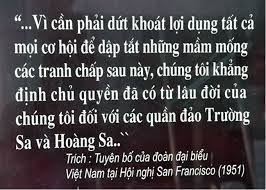 “...Vì cần phải dứt khoát lợi dụng tất cả
mọi cơ hội để dập tắt những mầm mống
các tranh chấp sau này, chúng tôi khẳng
định chủ quyền đã có từ lâu đời của
chúng tôi đối với các quần đảo Trường
Sa và Hoàng Sa..``
Trích : Tuyên bố của đoàn đại biểu
Việt Nam tại Hội nghị San Francisco (1951)